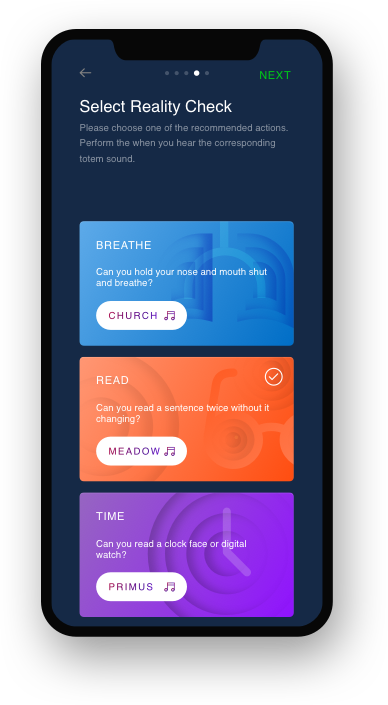 NEXT
Select Reality Check
Please choose one of the recommended actions.
Perform the when you hear the corresponding
totem sound.
BREATHE
Can you hold your nose and mouth shut
and breathe?
CHURCH
READ
Can you read a sentence twice without it
changing?
MEADOW
TIME
Can you read a clock face or digital
watch?
PRIMUS